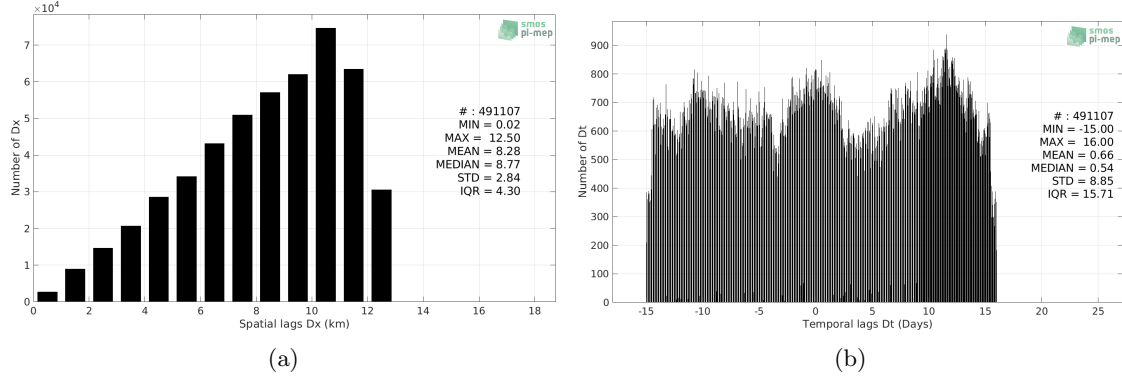 ×10⁴
7
6
5
4
3
2
1
0
Number of Dx
0 2 4 6 8 10 12 14 16 18
Spatial lags Dx (km)
smos
pi-mep
# : 491107
MIN = 0.02
MAX = 12.50
MEAN = 8.28
MEDIAN = 8.77
STD = 2.84
IQR = 4.30
(a)
900
800
700
600
500
400
300
200
100
0
Number of Dt
-15 -10 -5 0 5 10 15 20 25
Temporal lags Dt (Days)
smos
pi-mep
# : 491107
MIN = -15.00
MAX = 16.00
MEAN = 0.66
MEDIAN = 0.54
STD = 8.85
IQR = 15.71
(b)